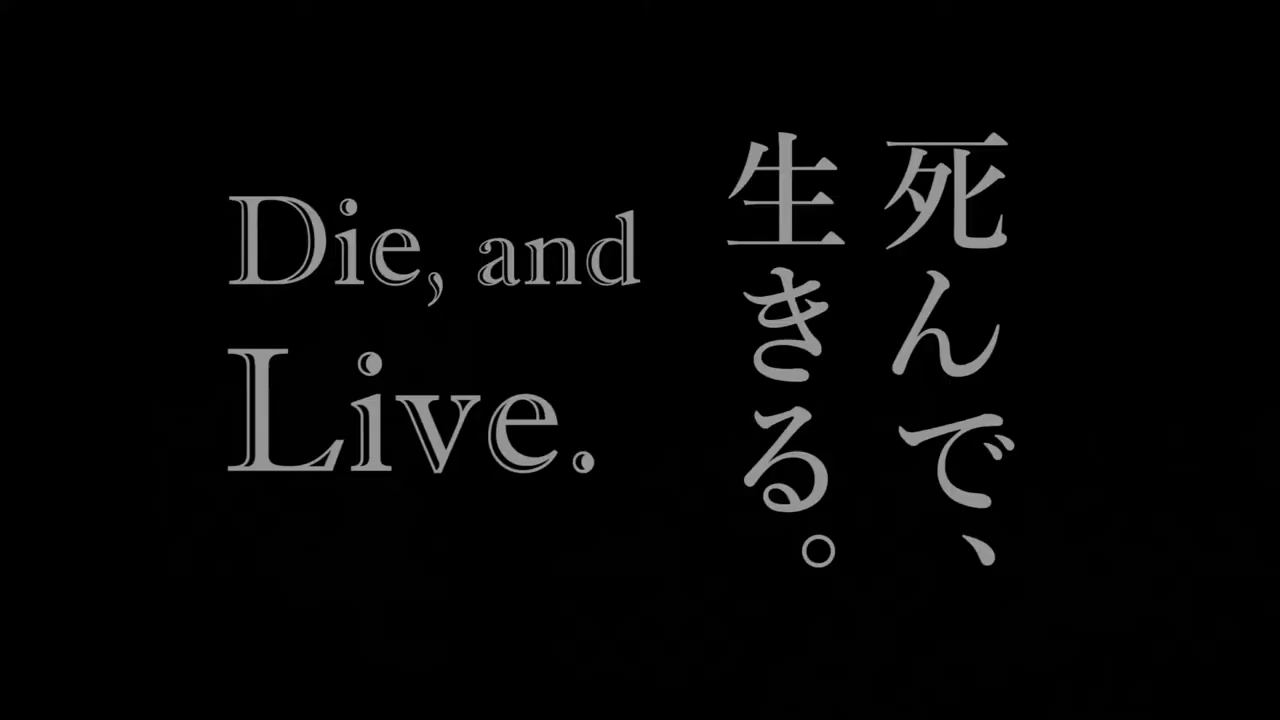 Die, and
Live.
死んで、
生きる。